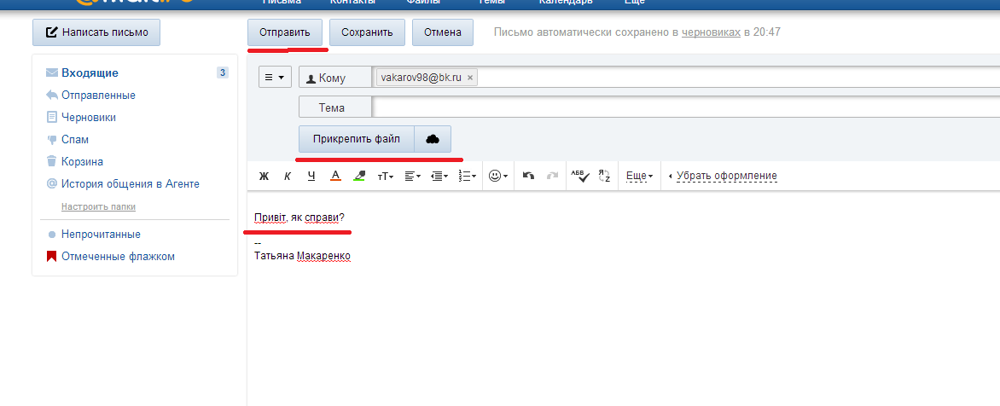 Письма Контакты Файлы Темы Календарь Еще
Написать письмо
Отправить Сохранить Отмена Письмо автоматически сохранено в черновиках в 20:47
Входящие 3
Отправленные
Черновики
Спам
Корзина
История общения в Агенте
Настроить папки
Непрочитанные
Отмеченные флажком
Кому vakarov98@bk.ru ×
Тема
Прикрепить файл
Ж К Ч А тТ АБВ Я Z Еще Убрать оформление
Привіт, як справи?
--
Татьяна Макаренко